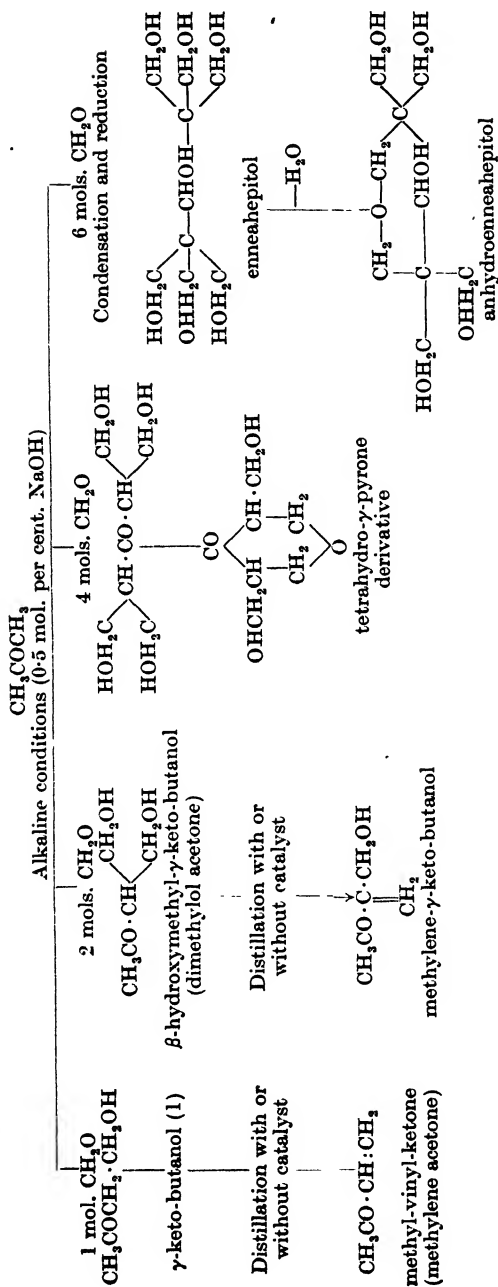 CH₃COCH₃
Alkaline conditions (0·5 mol. per cent. NaOH)
1 mol. CH₂O
CH₃COCH₂·CH₂OH
γ-keto-butanol (1)
Distillation with or
without catalyst
CH₃CO·CH:CH₂
methyl-vinyl-ketone
(methylene acetone)
2 mols. CH₂O
CH₂OH
CH₃CO·CH
CH₂OH
β-hydroxymethyl-γ-keto-butanol
(dimethylol acetone)
Distillation with or
without catalyst
CH₃CO·C·CH₂OH
CH₂
methylene-γ-keto-butanol
4 mols. CH₂O
HOH₂C CH₂OH
CH·CO·CH
HOH₂C CH₂OH
CO
OHCH₂CH CH·CH₂OH
CH₂ CH₂
O
tetrahydro-γ-pyrone
derivative
6 mols. CH₂O
Condensation and reduction
HOH₂C CH₂OH
OHH₂C C—CHOH—C CH₂OH
HOH₂C CH₂OH
enneahepitol
—H₂O
CH₂—O—CH₂ CH₂OH
HOH₂C C CHOH C
OHH₂C CH₂OH
anhydroenneahepitol